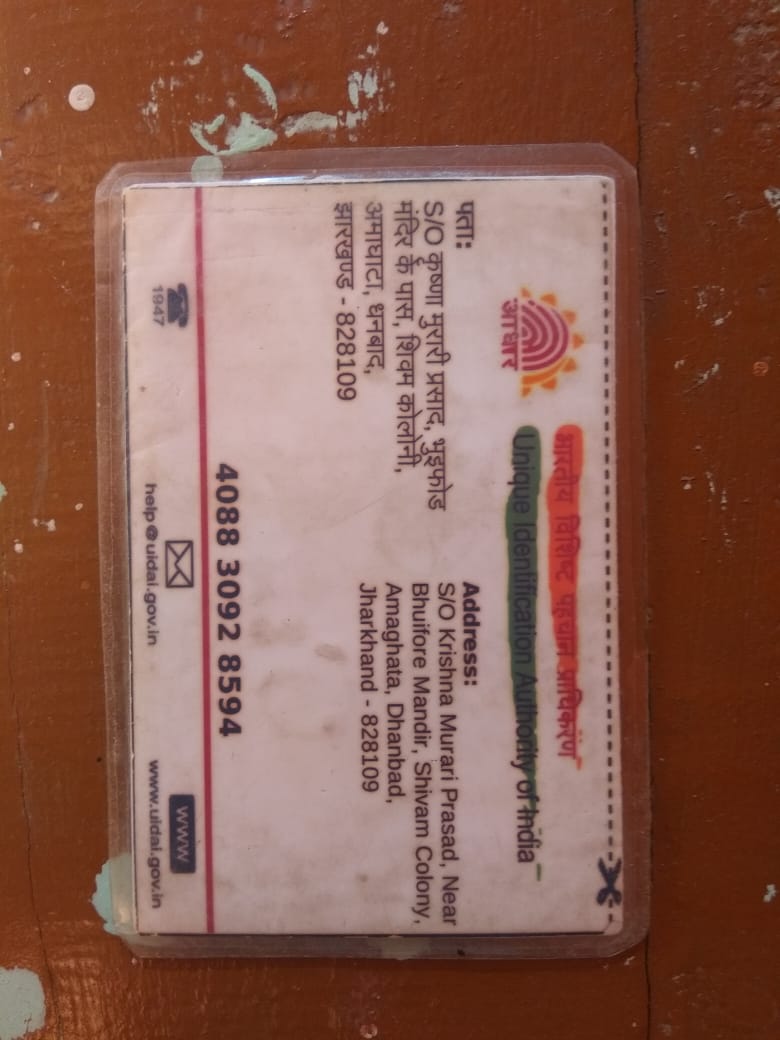 आधार
भारतीय विशिष्ट पहचान प्राधिकरण
Unique Identification Authority of India
पता:
S/O कृष्णा मुरारी प्रसाद, भुइफोड
मंदिर के पास, शिवम कोलोनी,
अमाघाटा, धनबाद,
झारखण्ड - 828109
Address:
S/O Krishna Murari Prasad, Near
Bhuifore Mandir, Shivam Colony,
Amaghata, Dhanbad,
Jharkhand - 828109
4088 3092 8594
1947
help@uidai.gov.in
www
www.uidai.gov.in